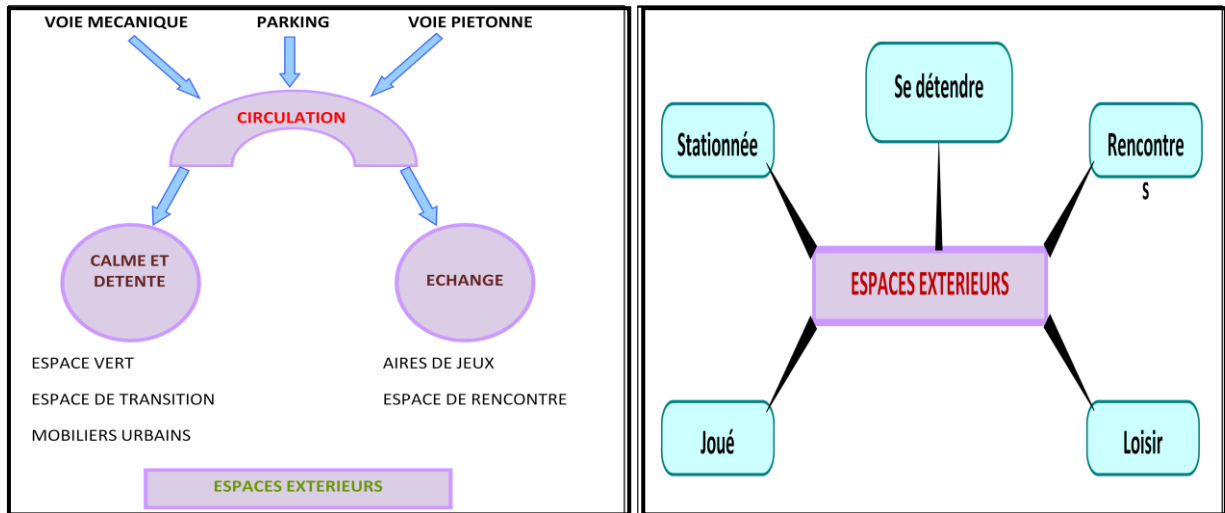 VOIE MECANIQUE
PARKING
VOIE PIETONNE
CIRCULATION
CALME ET
DETENTE
ECHANGE
ESPACE VERT
ESPACE DE TRANSITION
MOBILIERS URBAINS
AIRES DE JEUX
ESPACE DE RENCONTRE
ESPACES EXTERIEURS
Se détendre
Stationnée
Rencontre
s
ESPACES EXTERIEURS
Joué
Loisir